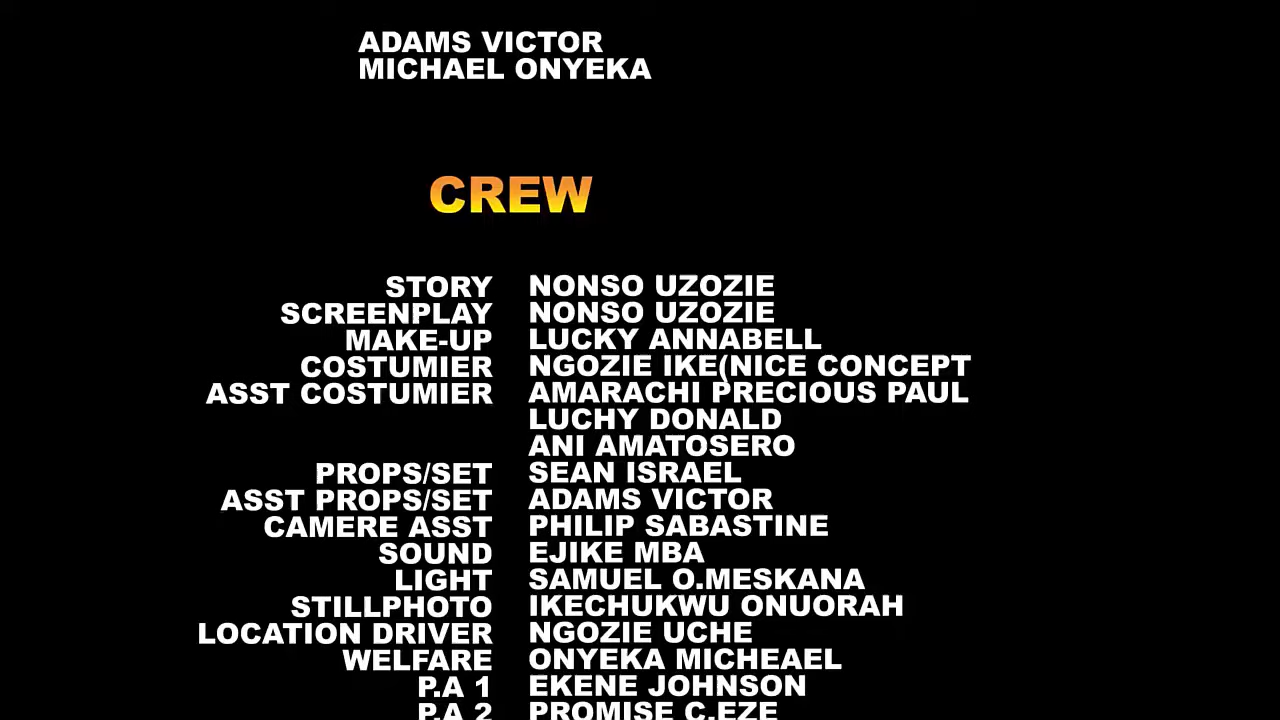 ADAMS VICTOR
MICHAEL ONYEKA
CREW
STORY NONSO UZOZIE
SCREENPLAY NONSO UZOZIE
MAKE-UP LUCKY ANNABELL
COSTUMIER NGOZIE IKE(NICE CONCEPT
ASST COSTUMIER AMARACHI PRECIOUS PAUL
LUCHY DONALD
ANI AMATOSERO
PROPS/SET SEAN ISRAEL
ASST PROPS/SET ADAMS VICTOR
CAMERE ASST PHILIP SABASTINE
SOUND EJIKE MBA
LIGHT SAMUEL O.MESKANA
STILLPHOTO IKECHUKWU ONUORAH
LOCATION DRIVER NGOZIE UCHE
WELFARE ONYEKA MICHEAEL
P.A 1 EKENE JOHNSON
P.A 2 PROMISE C.EZE